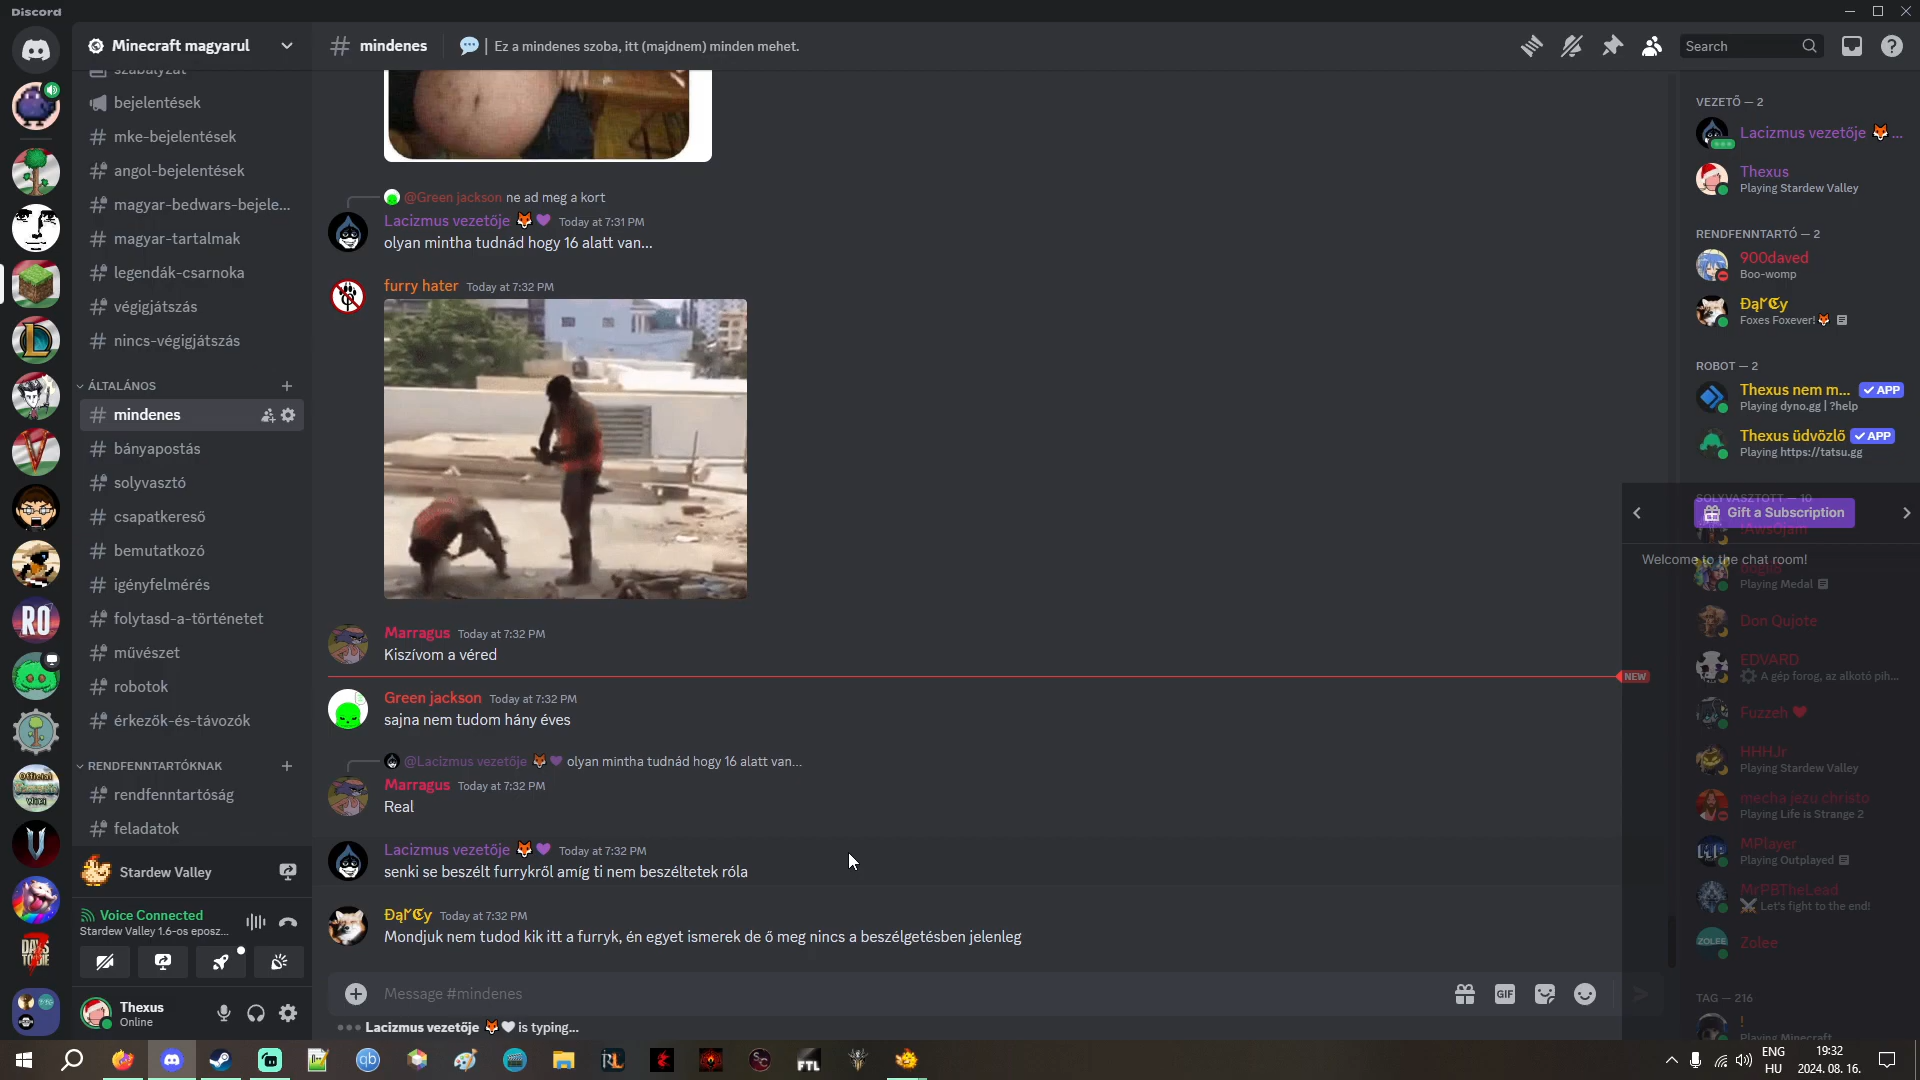 Discord
Minecraft magyarul
szabályzat
bejelentések
mke-bejelentések
angol-bejelentések
magyar-bedwars-bejele...
magyar-tartalmak
legendák-csarnoka
végigjátszás
nincs-végigjátszás
ÁLTALÁNOS
mindenes
bányapostás
solyvasztó
csapatkereső
bemutatkozó
igényfelmérés
folytasd-a-történetet
művészet
robotok
érkezők-és-távozók
RENDFENNTARTÓKNAK
rendfenntartóság
feladatok
Stardew Valley
Voice Connected
Stardew Valley 1.6-os eposz...
Thexus
Online
mindenes
Ez a mindenes szoba, itt (majdnem) minden mehet.
Search
@Green jackson ne ad meg a kort
Lacizmus vezetője 🦊💜 Today at 7:31 PM
olyan mintha tudnád hogy 16 alatt van...
furry hater Today at 7:32 PM
Marragus Today at 7:32 PM
Kiszívom a véred
NEW
Green jackson Today at 7:32 PM
sajna nem tudom hány éves
@Lacizmus vezetője 🦊💜 olyan mintha tudnád hogy 16 alatt van...
Marragus Today at 7:32 PM
Real
Lacizmus vezetője 🦊💜 Today at 7:32 PM
senki se beszélt furrykről amíg ti nem beszéltetek róla
ĐąƘ₵y Today at 7:32 PM
Mondjuk nem tudod kik itt a furryk, én egyet ismerek de ő meg nincs a beszélgetésben jelenleg
Message #mindenes
GIF
Lacizmus vezetője 🦊🤍 is typing...
VEZETŐ — 2
Lacizmus vezetője 🦊 ...
Thexus
Playing Stardew Valley
RENDFENNTARTÓ — 2
900daved
Boo-womp
Foxes Foxever! 🦊
ROBOT — 2
Thexus nem m... ✓ APP
Playing dyno.gg | ?help
Thexus üdvözlő ✓ APP
Playing https://tatsu.gg
SOLYVASZTOTT — 10
Gift a Subscription
Welcome to the chat room!
Playing Medal
Don Qujote
EDVARD
A gép forog, az alkotó pih...
Fuzzeh ❤
HHHJr
Playing Stardew Valley
mecha jezu christo
Playing Life is Strange 2
MPlayer
Playing Outplayed
MrPBTheLead
Let's fight to the end!
Zolee
TAG — 216
!
Playing Minecraft
RO
FTL
ENG
HU
19:32
2024. 08. 16.